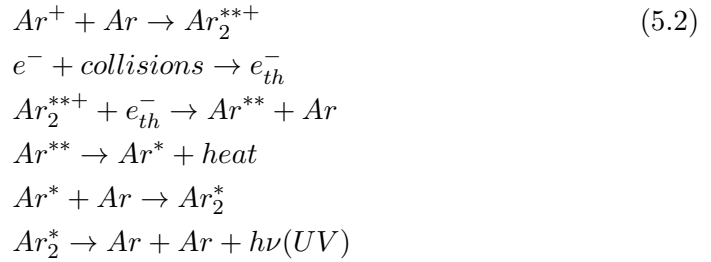 Ar⁺ + Ar → Ar₂**⁺ (5.2)
e⁻ + collisions → e⁻ₜₕ
Ar₂**⁺ + e⁻ₜₕ → Ar** + Ar
Ar** → Ar* + heat
Ar* + Ar → Ar₂*
Ar₂* → Ar + Ar + hν(UV)